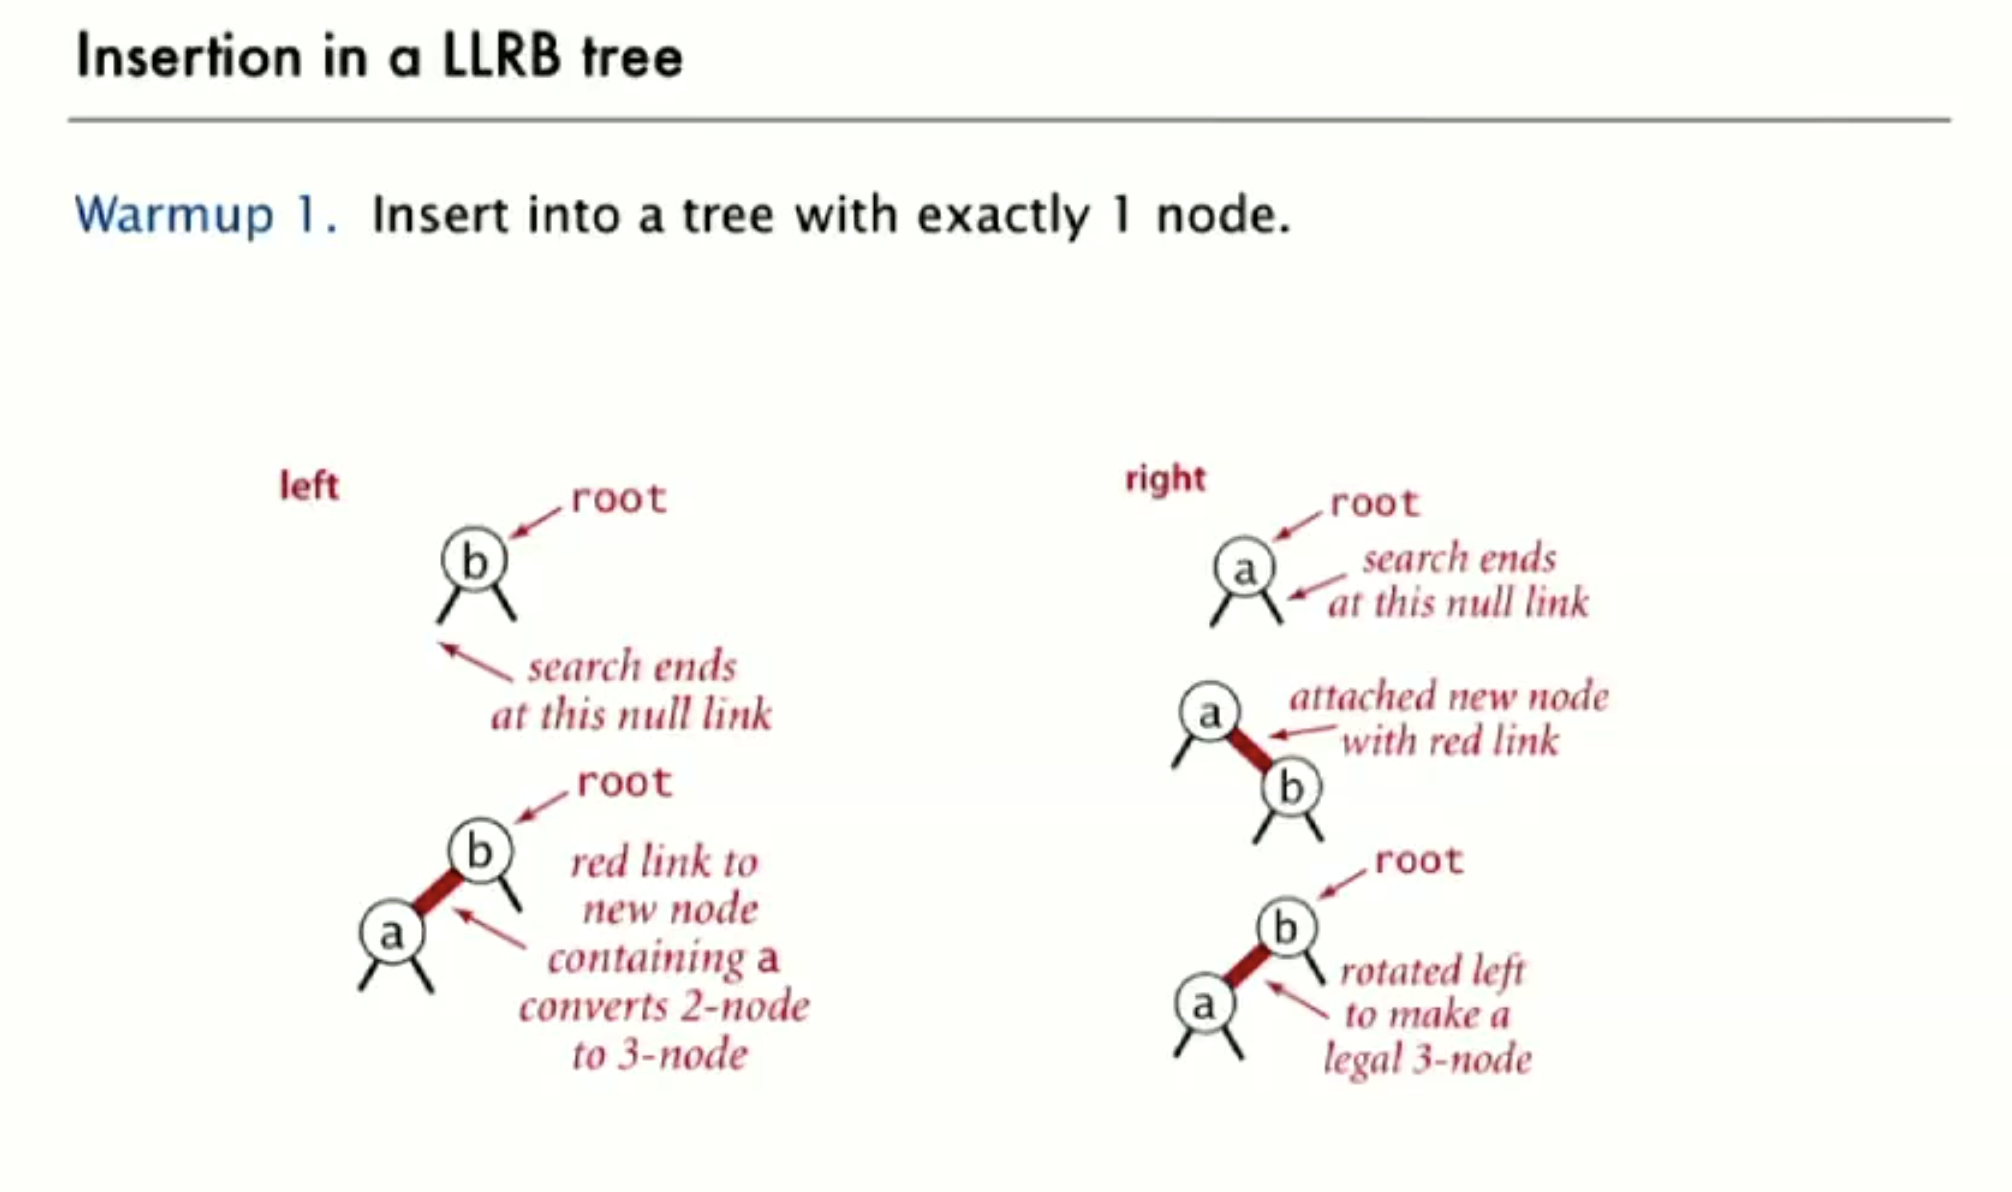 Insertion in a LLRB tree
Warmup 1. Insert into a tree with exactly 1 node.
left
root
b
search ends
at this null link
root
b
red link to
new node
a
containing a
converts 2-node
to 3-node
right
root
a
search ends
at this null link
a
attached new node
with red link
b
root
b
rotated left
a
to make a
legal 3-node